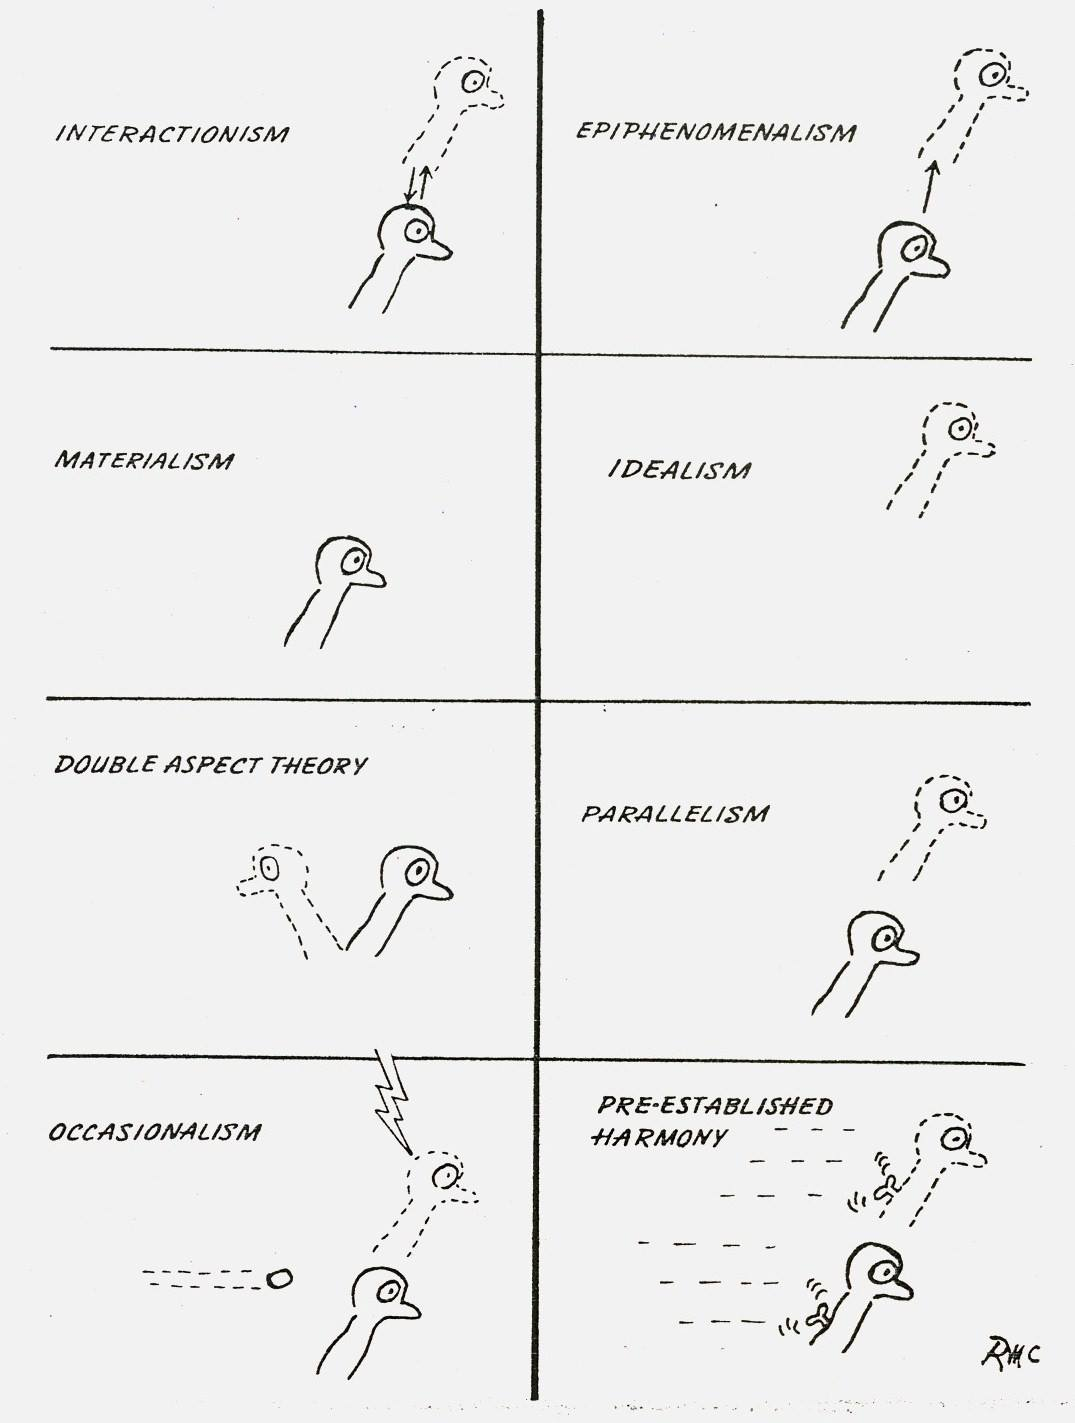 INTERACTIONISM
EPIPHENOMENALISM
MATERIALISM
IDEALISM
DOUBLE ASPECT THEORY
PARALLELISM
OCCASIONALISM
PRE-ESTABLISHED
HARMONY
RMC